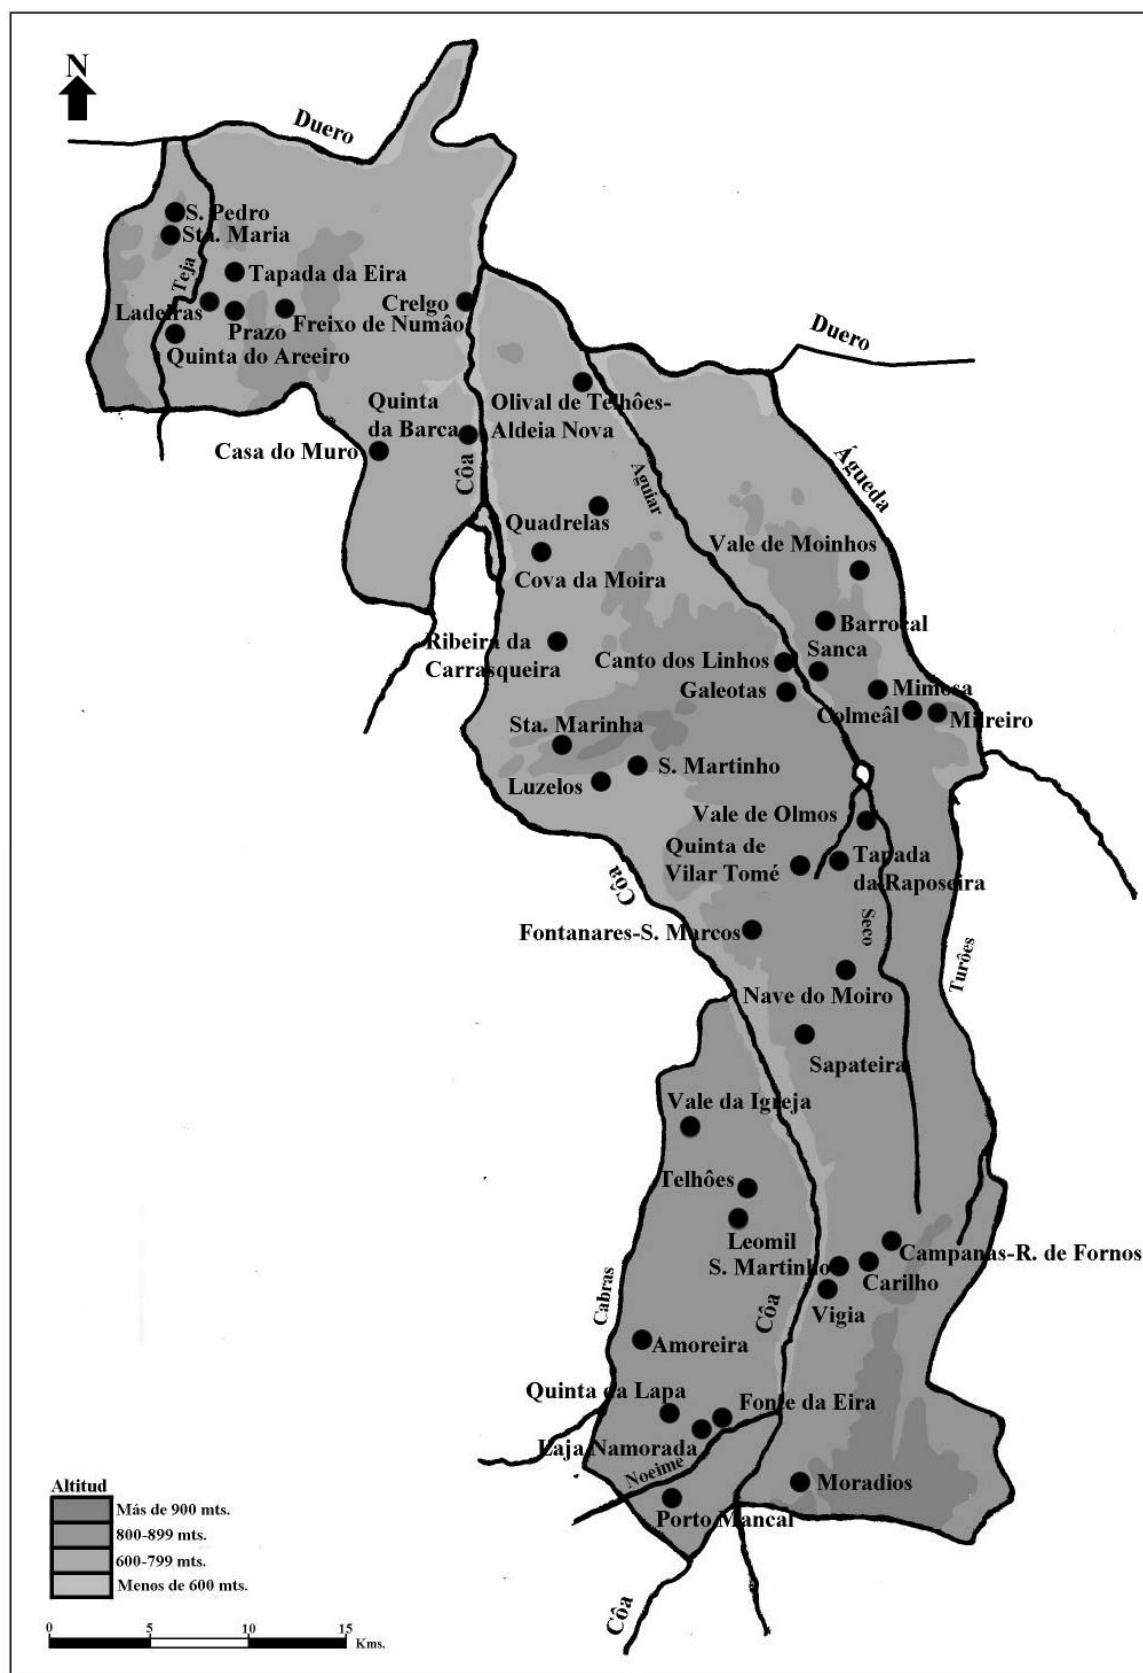 N
Duero
S. Pedro
Sta. Maria
Teja
Tapada da Eira
Ladeiras
Prazo
Freixo de Numâo
Crelgo
Quinta do Areeiro
Duero
Quinta
da Barca
Olival de Telhôes-
Aldeia Nova
Casa do Muro
Côa
Aguiar
Águeda
Quadrelas
Vale de Moinhos
Cova da Moira
Barrocal
Ribeira da
Carrasqueira
Sanca
Canto dos Linhos
Galeotas
Mimosa
Colmeâl
Milreiro
Sta. Marinha
S. Martinho
Luzelos
Vale de Olmos
Quinta de
Vilar Tomé
Tapada
da Raposeira
Côa
Seco
Fontanares-S. Marcos
Turôes
Nave do Moiro
Sapateira
Vale da Igreja
Telhôes
Leomil
S. Martinho
Campanas-R. de Fornos
Carilho
Vigia
Cabras
Côa
Amoreira
Quinta da Lapa
Fonte da Eira
Laja Namorada
Noeime
Moradios
Porto Mancal
Côa
Altitud
Más de 900 mts.
800-899 mts.
600-799 mts.
Menos de 600 mts.
0 5 10 15
Kms.